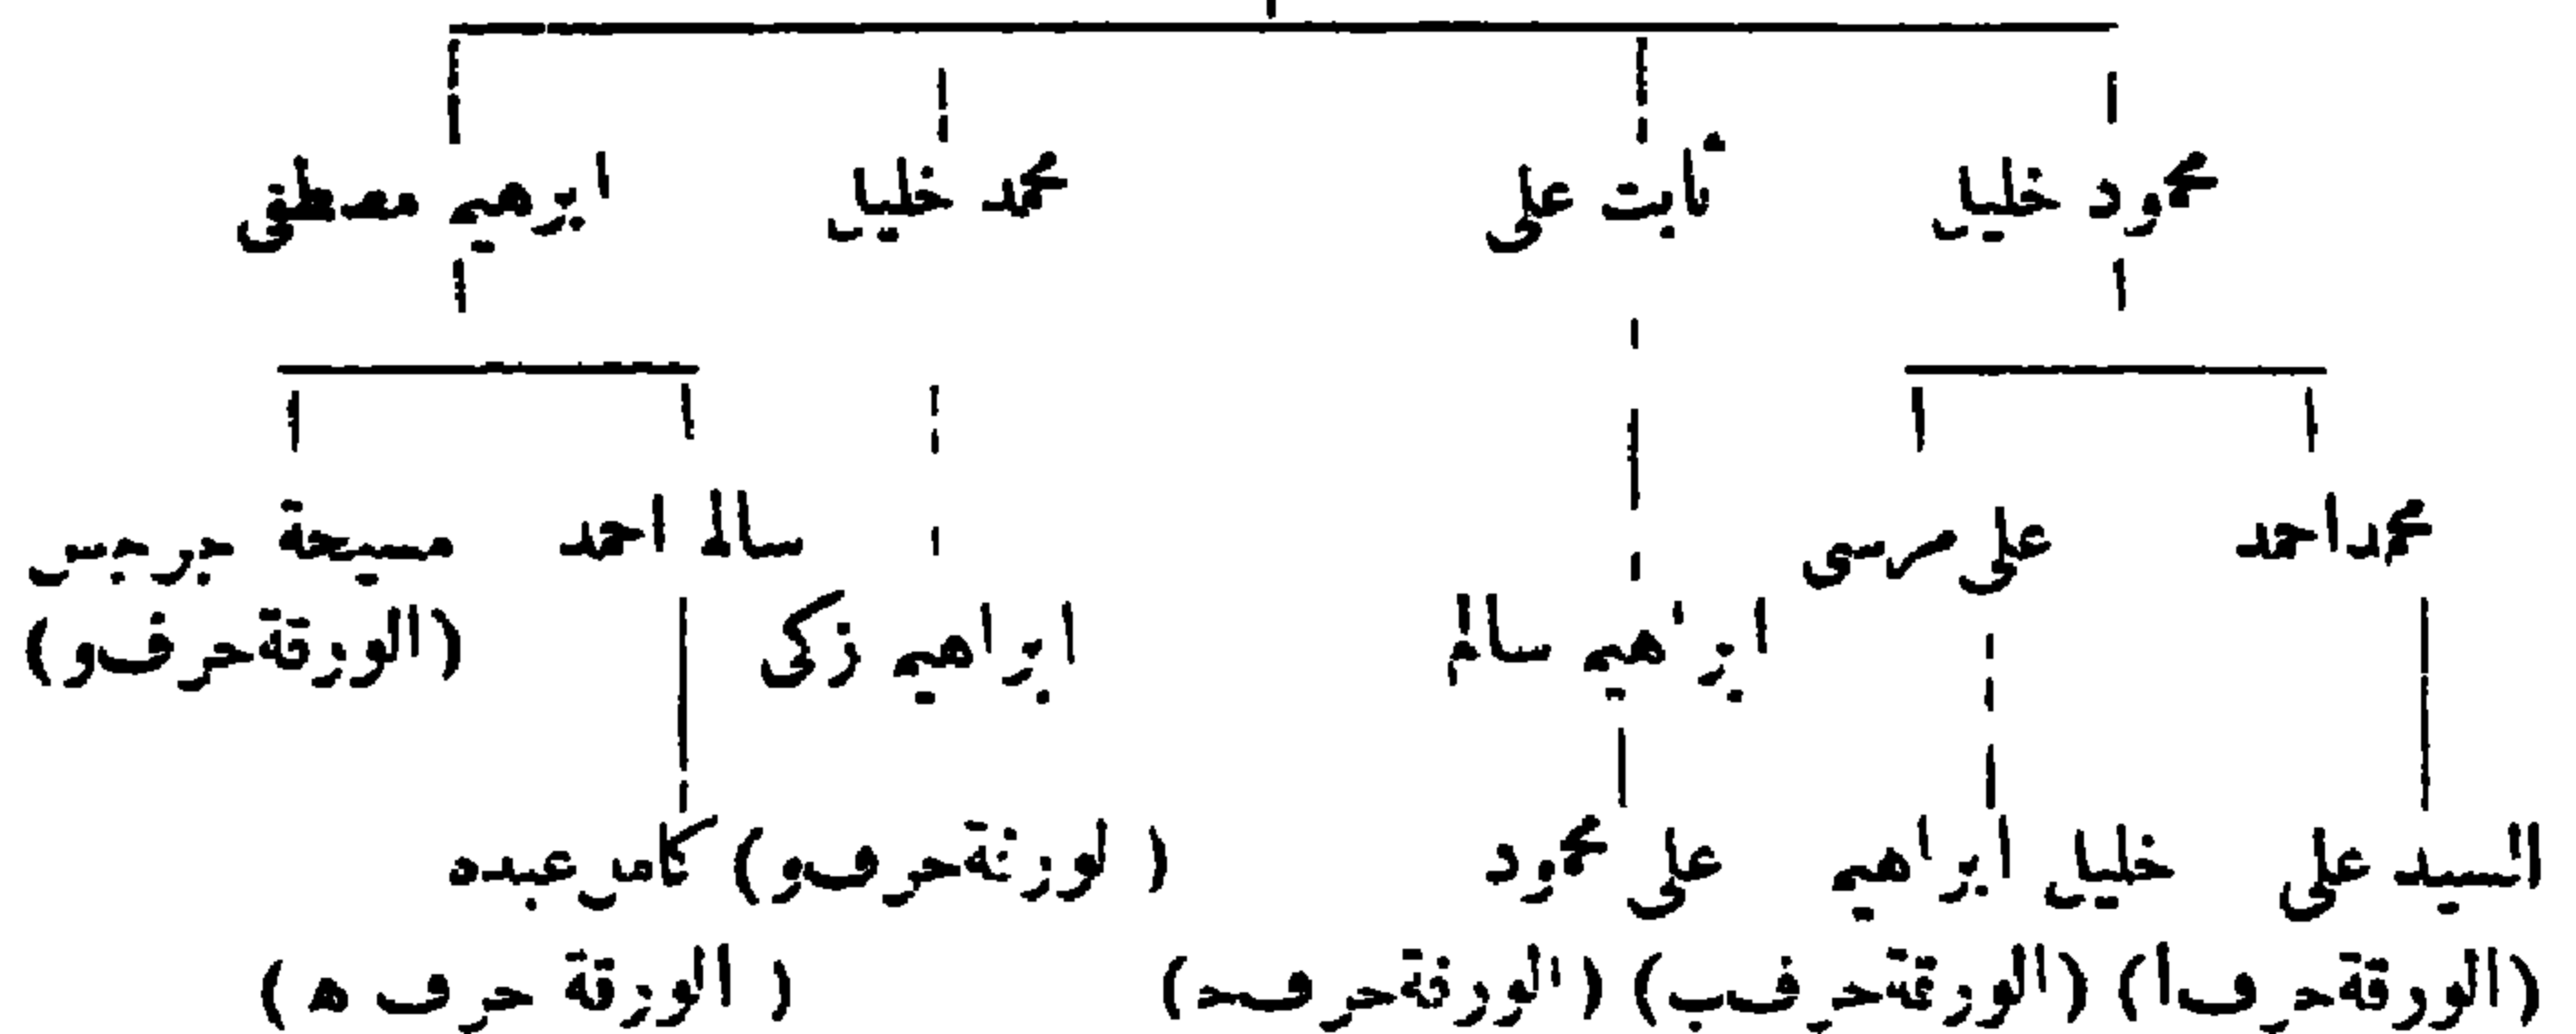 محمود خليل ثابت على محمد خليل ابرهيم مصطفى
محمد احمد على مرسى سالم احمد مسيحة جرجس
ابراهيم سالم ابراهيم زكى (الورقة حرف و)
السيد على خليل ابراهيم على محمود (لورقة حرف و) كامل عبده
(الورقة حرف ا) (الورقة حرف ب) (الورقة حرف ح) (الورقة حرف ه)